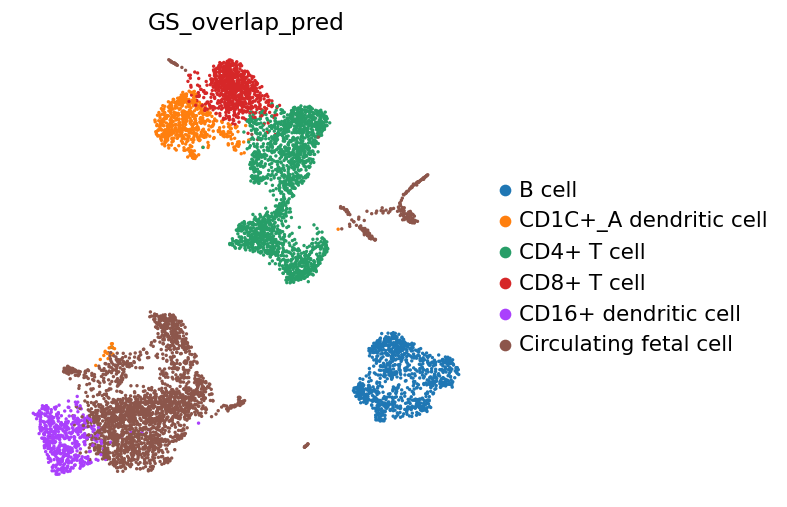 GS_overlap_pred
B cell
CD1C+_A dendritic cell
CD4+ T cell
CD8+ T cell
CD16+ dendritic cell
Circulating fetal cell